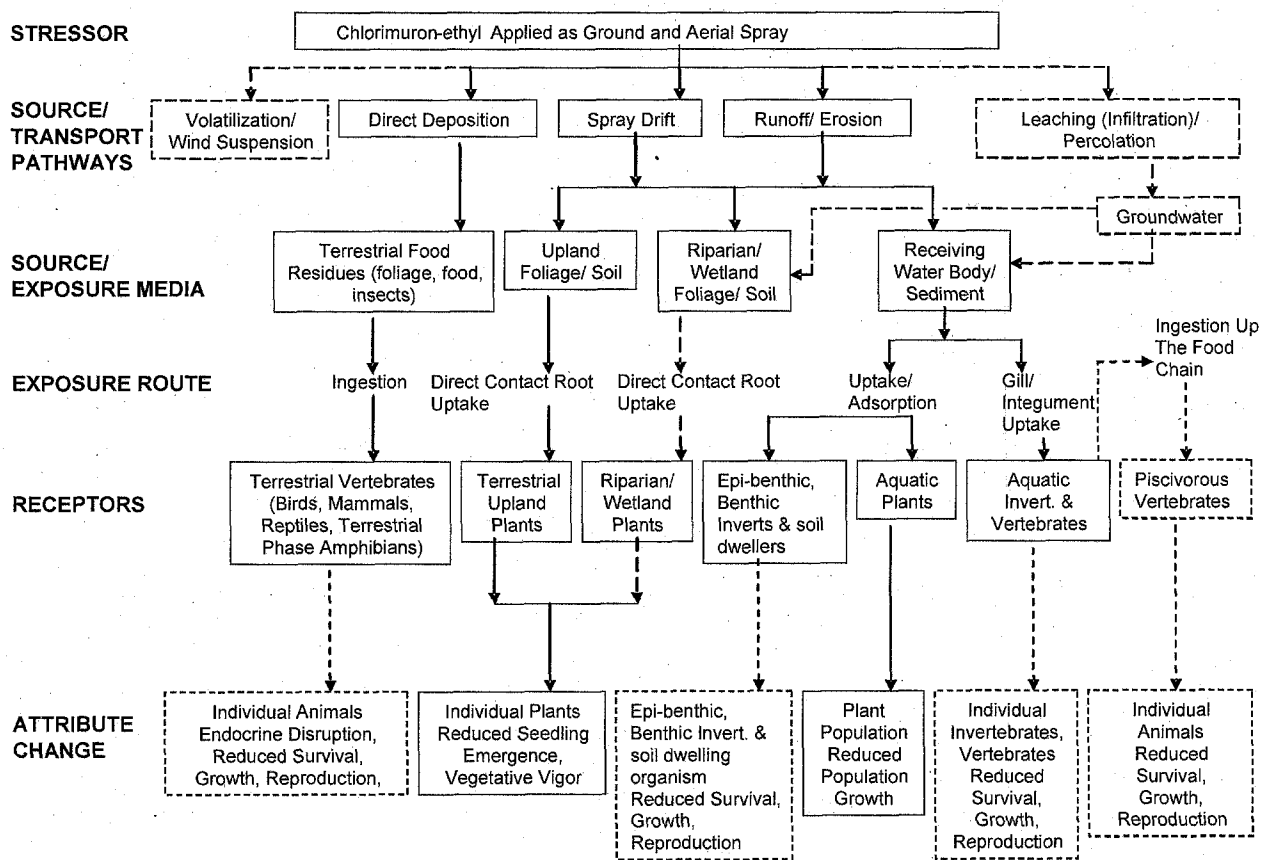 STRESSOR
Chlorimuron-ethyl Applied as Ground and Aerial Spray
SOURCE/
TRANSPORT
PATHWAYS
Volatilization/
Wind Suspension
Direct Deposition
Spray Drift
Runoff/ Erosion
Leaching (Infiltration)/
Percolation
Groundwater
SOURCE/
EXPOSURE MEDIA
Terrestrial Food
Residues (foliage, food,
insects)
Upland
Foliage/ Soil
Riparian/
Wetland
Foliage/ Soil
Receiving
Water Body/
Sediment
EXPOSURE ROUTE
Ingestion
Direct Contact Root
Uptake
Direct Contact Root
Uptake
Uptake/
Adsorption
Gill/
Integument
Uptake
Ingestion Up
The Food
Chain
RECEPTORS
Terrestrial Vertebrates
(Birds, Mammals,
Reptiles, Terrestrial
Phase Amphibians)
Terrestrial
Upland
Plants
Riparian/
Wetland
Plants
Epi-benthic,
Benthic
Inverts & soil
dwellers
Aquatic
Plants
Aquatic
Invert. &
Vertebrates
Piscivorous
Vertebrates
ATTRIBUTE
CHANGE
Individual Animals
Endocrine Disruption,
Reduced Survival,
Growth, Reproduction,
Individual Plants
Reduced Seedling
Emergence,
Vegetative Vigor
Epi-benthic,
Benthic Invert. &
soil dwelling
organism
Reduced Survival,
Growth,
Reproduction
Plant
Population
Reduced
Population
Growth
Individual
Invertebrates,
Vertebrates
Reduced
Survival,
Growth,
Reproduction
Individual
Animals
Reduced
Survival,
Growth,
Reproduction